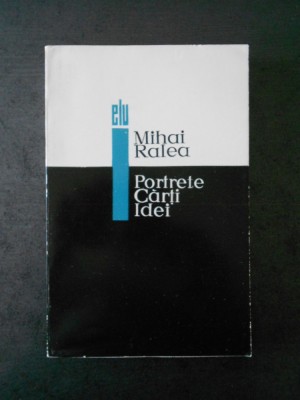 elu
Mihai
Ralea
Portrete
Cărți
Idei